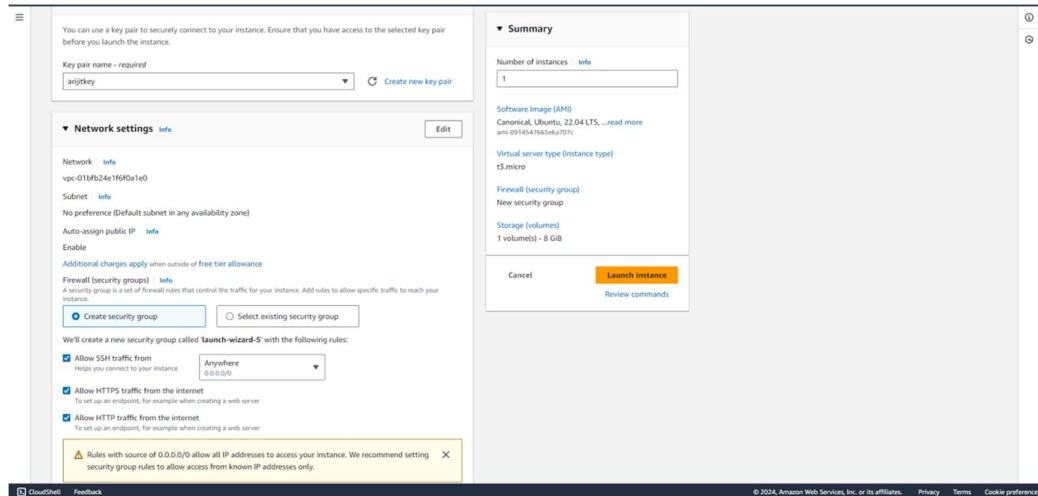 You can use a key pair to securely connect to your instance. Ensure that you have access to the selected key pair
before you launch the instance.
Key pair name - required
arijitkey
Create new key pair
Network settings Info
Edit
Network Info
vpc-01bfb24e1f6f0a1e0
Subnet Info
No preference (Default subnet in any availability zone)
Auto-assign public IP Info
Enable
Additional charges apply when outside of free tier allowance
Firewall (security groups) Info
A security group is a set of firewall rules that control the traffic for your instance. Add rules to allow specific traffic to reach your
instance.
Create security group
Select existing security group
We'll create a new security group called 'launch-wizard-5' with the following rules:
Allow SSH traffic from
Helps you connect to your instance
Anywhere
0.0.0.0/0
Allow HTTPS traffic from the internet
To set up an endpoint, for example when creating a web server
Allow HTTP traffic from the internet
To set up an endpoint, for example when creating a web server
Rules with source of 0.0.0.0/0 allow all IP addresses to access your instance. We recommend setting
security group rules to allow access from known IP addresses only.
Summary
Number of instances Info
1
Software Image (AMI)
Canonical, Ubuntu, 22.04 LTS, ...read more
ami-0914547665e6a707c
Virtual server type (instance type)
t3.micro
Firewall (security group)
New security group
Storage (volumes)
1 volume(s) - 8 GiB
Cancel
Launch instance
Review commands
CloudShell Feedback
© 2024, Amazon Web Services, Inc. or its affiliates. Privacy Terms Cookie preference